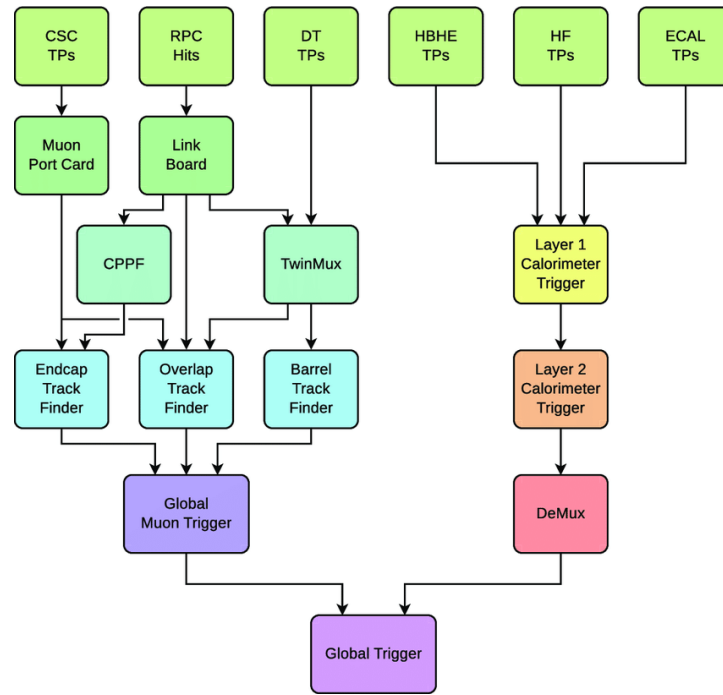 CSC
TPs
RPC
Hits
DT
TPs
HBHE
TPs
HF
TPs
ECAL
TPs
Muon
Port Card
Link
Board
CPPF
TwinMux
Layer 1
Calorimeter
Trigger
Endcap
Track
Finder
Overlap
Track
Finder
Barrel
Track
Finder
Layer 2
Calorimeter
Trigger
Global
Muon Trigger
DeMux
Global Trigger